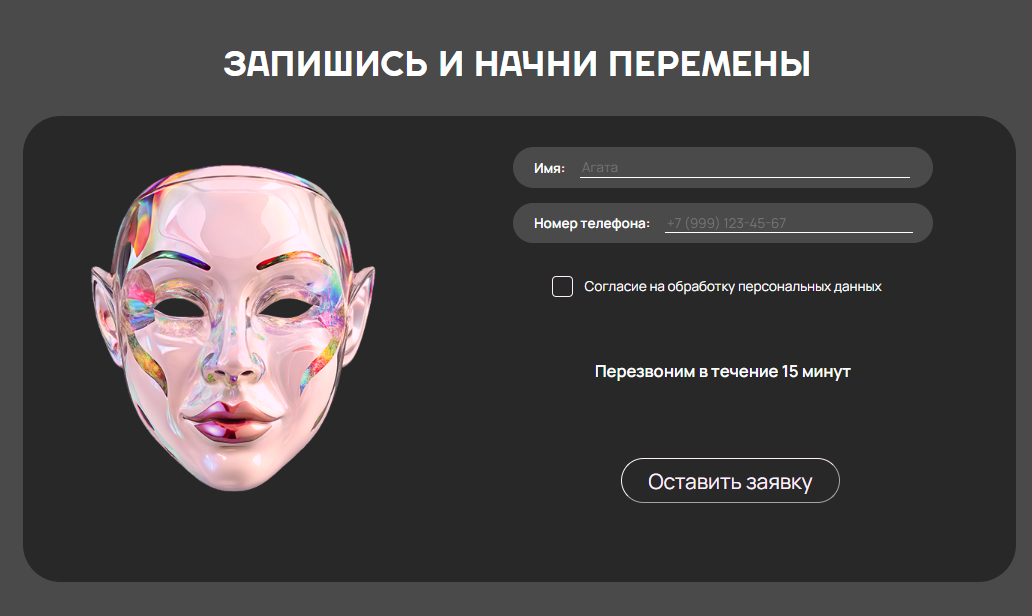 ЗАПИШИСЬ И НАЧНИ ПЕРЕМЕНЫ
Имя: Агата
Номер телефона: +7 (999) 123-45-67
Согласие на обработку персональных данных
Перезвоним в течение 15 минут
Оставить заявку